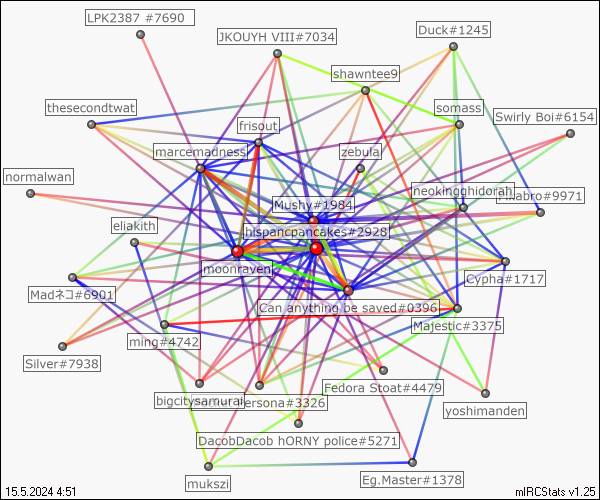 LPK2387 #7690
JKOUYH VIII#7034
Duck#1245
shawntee9
thesecondtwat
somass
Swirly Boi#6154
frisout
marcemadness
zebula
normalwan
neokingghidorah
#9971
Mushy#1984
eliakith
hispancpancakes#2928
moonraven
Cypha#1717
Madネコ#6901
Can anything be saved#0396
Majestic#3375
ming#4742
Silver#7938
Fedora Stoat#4479
bigcitysamurai
Persona#3326
yoshimanden
DacobDacob hORNY police#5271
mukszi
Eg.Master#1378
15.5.2024 4:51
mIRCStats v1.25